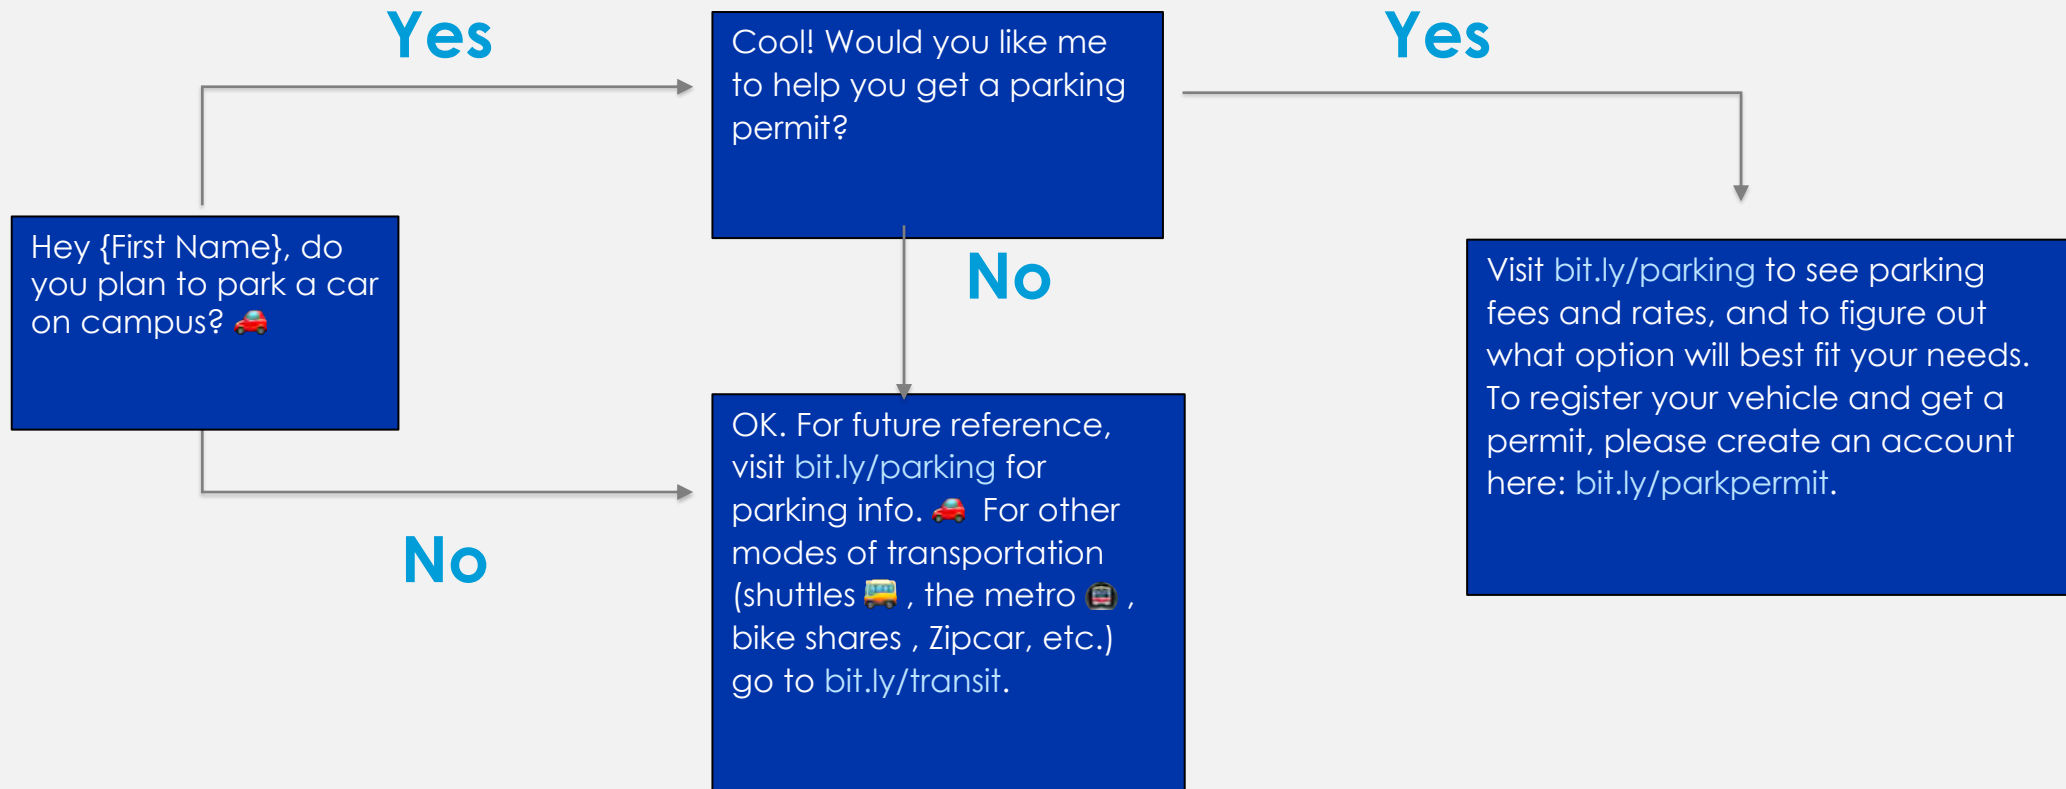 Yes
Cool! Would you like me
to help you get a parking
permit?
Yes
Hey {First Name}, do
you plan to park a car
on campus? 🚗
No
Visit bit.ly/parking to see parking
fees and rates, and to figure out
what option will best fit your needs.
To register your vehicle and get a
permit, please create an account
here: bit.ly/parkpermit.
No
OK. For future reference,
visit bit.ly/parking for
parking info. 🚗 For other
modes of transportation
(shuttles 🚌 , the metro 🚇 ,
bike shares , Zipcar, etc.)
go to bit.ly/transit.